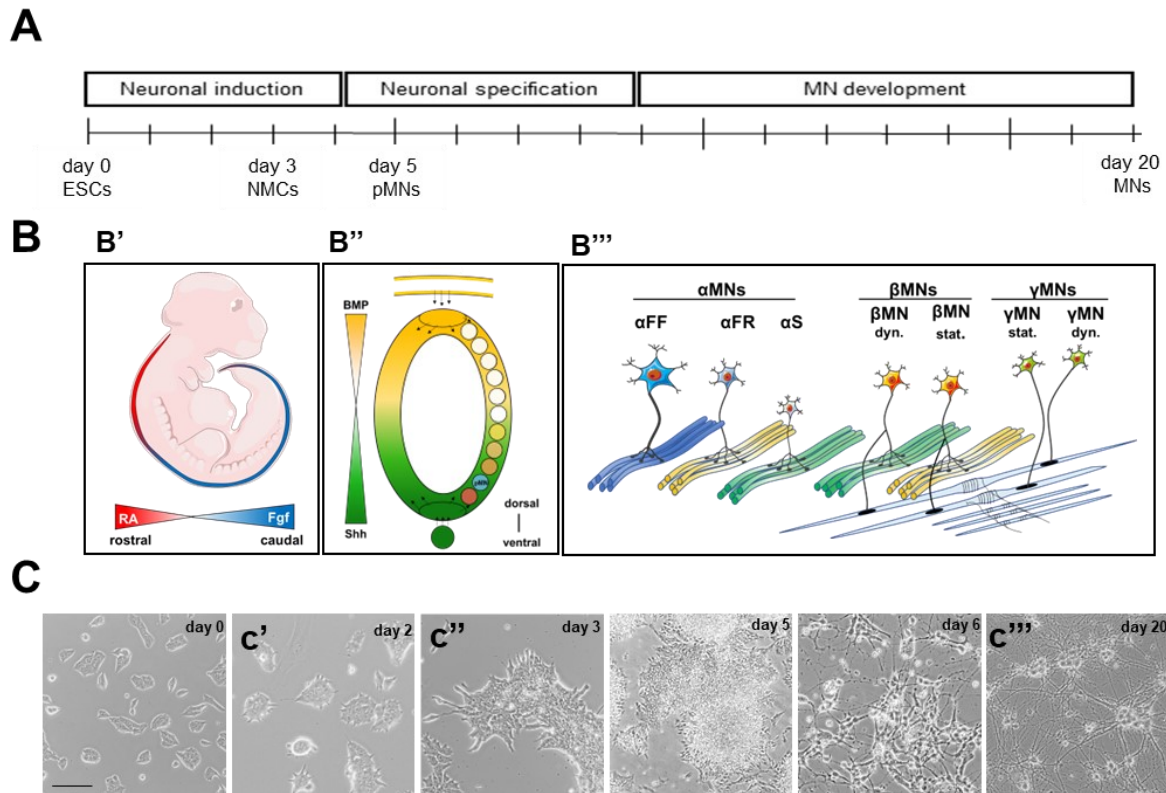 A
Neuronal induction
Neuronal specification
MN development
day 0
ESCs
day 3
NMCs
day 5
pMNs
day 20
MNs
B
B'
B''
B'''
BMP
Shh
pMN
dorsal
ventral
RA
Fgf
rostral
caudal
αMNs
βMNs
γMNs
αFF
αFR
αS
βMN
dyn.
βMN
stat.
γMN
stat.
γMN
dyn.
C
day 0
C'
day 2
C''
day 3
day 5
day 6
C'''
day 20